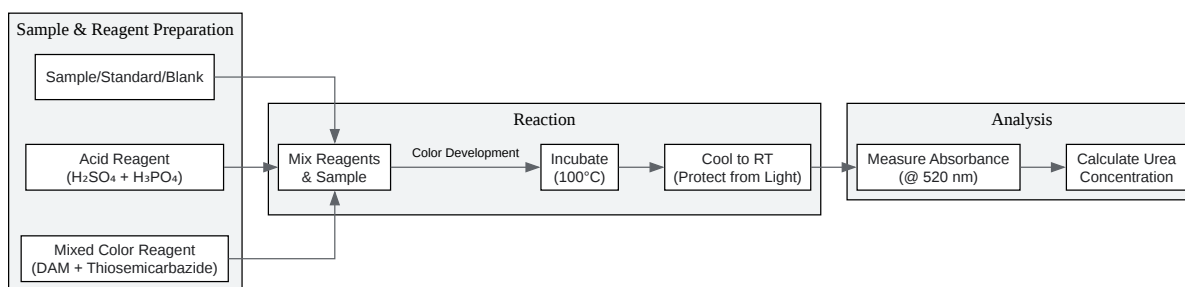 Sample & Reagent Preparation
Sample/Standard/Blank
Acid Reagent
(H₂SO₄ + H₃PO₄)
Mixed Color Reagent
(DAM + Thiosemicarbazide)
Reaction
Mix Reagents
& Sample
Color Development
Incubate
(100°C)
Cool to RT
(Protect from Light)
Analysis
Measure Absorbance
(@ 520 nm)
Calculate Urea
Concentration